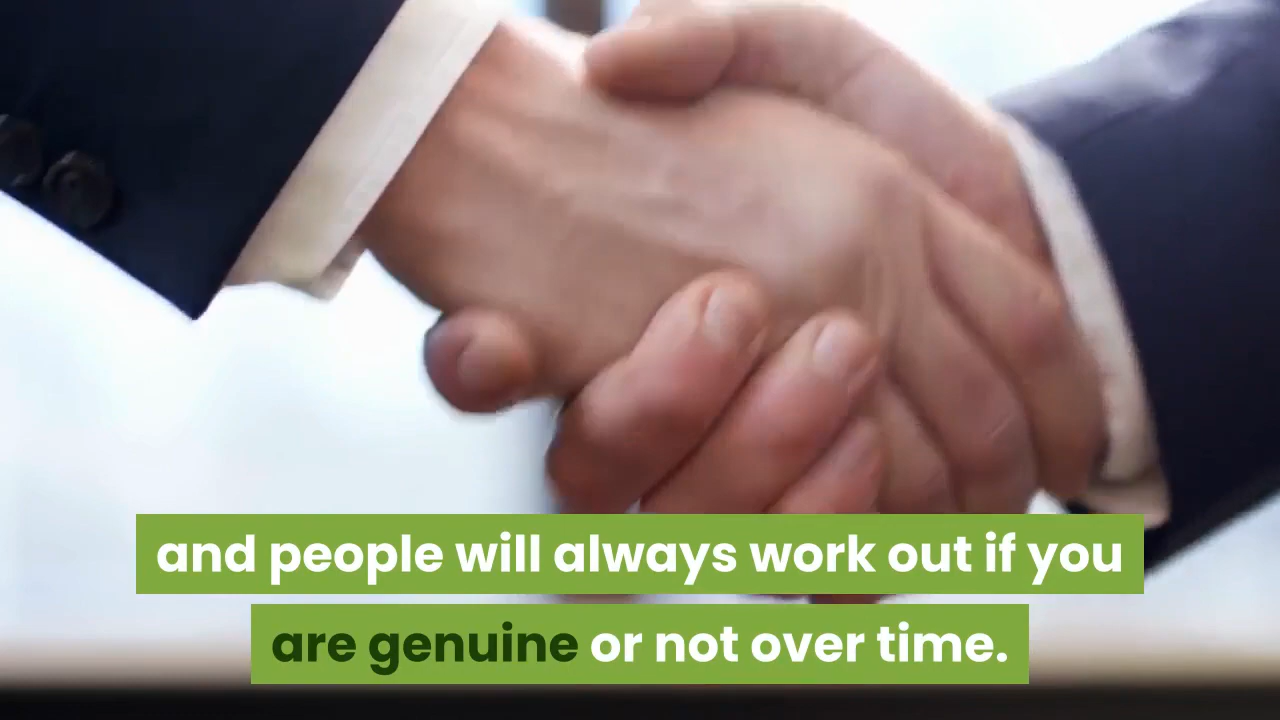 and people will always work out if you
are genuine or not over time.